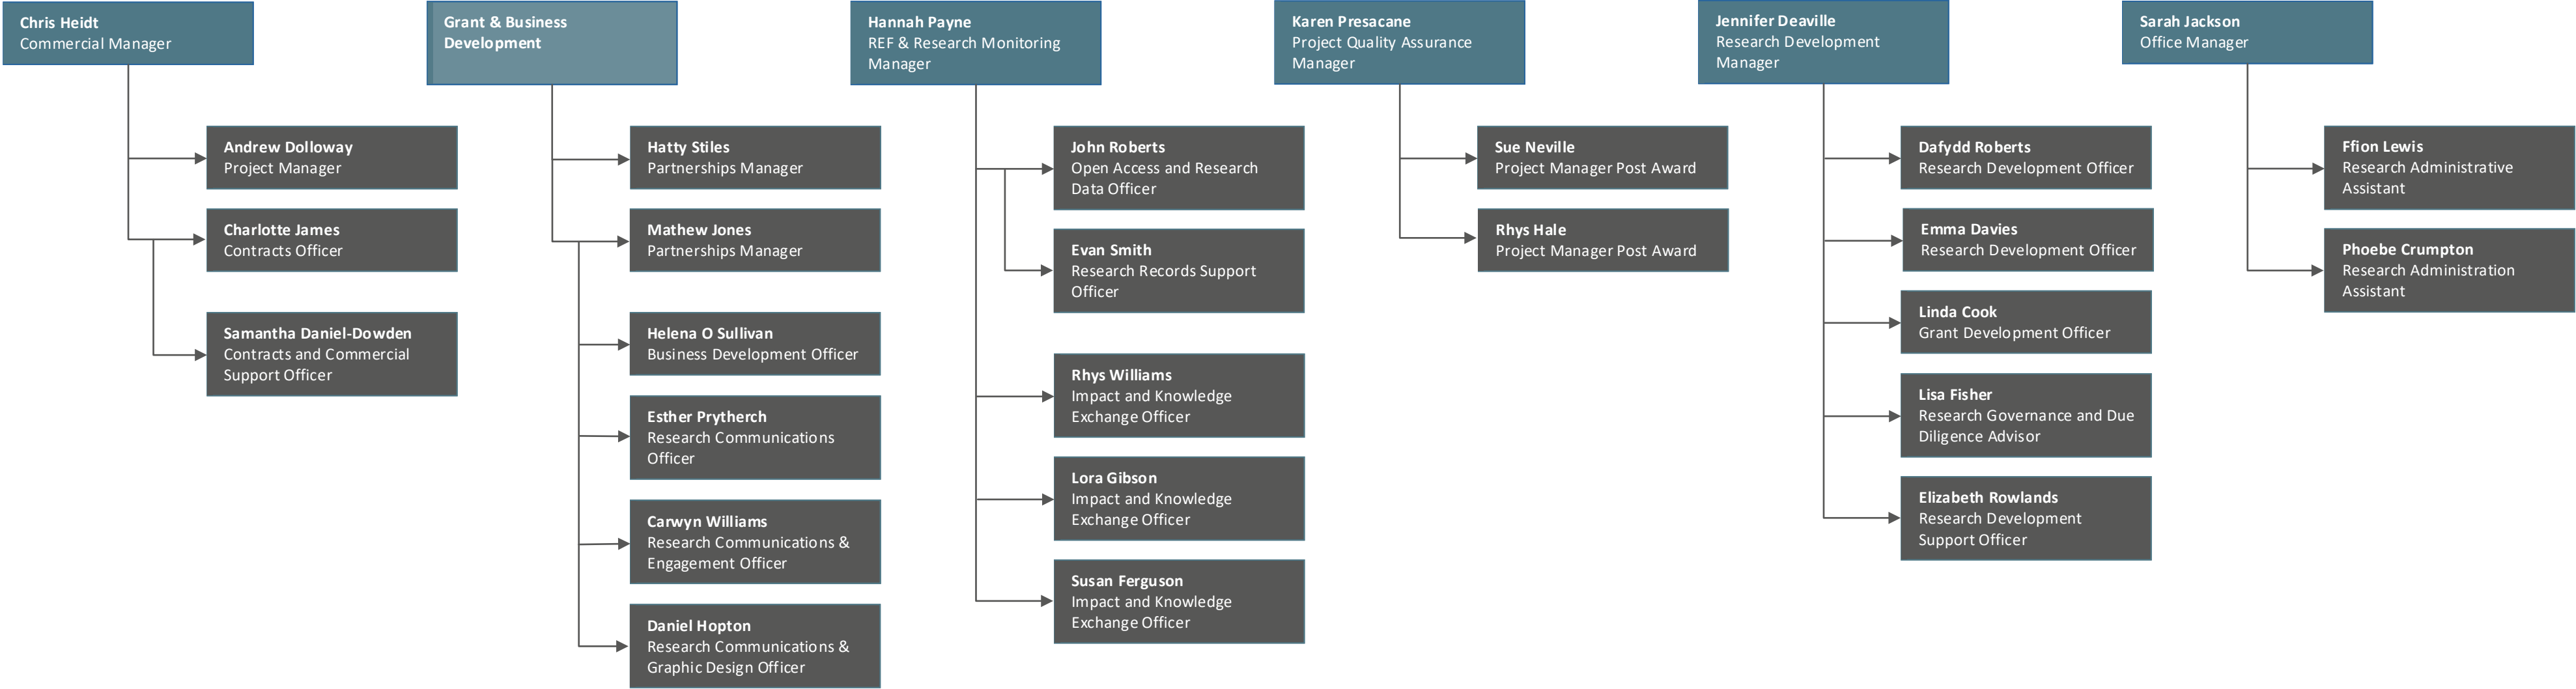 Chris Heidt
Commercial Manager
Andrew Dolloway
Project Manager
Charlotte James
Contracts Officer
Samantha Daniel-Dowden
Contracts and Commercial
Support Officer
Grant & Business
Development
Hatty Stiles
Partnerships Manager
Mathew Jones
Partnerships Manager
Helena O Sullivan
Business Development Officer
Esther Prytherch
Research Communications
Officer
Carwyn Williams
Research Communications &
Engagement Officer
Daniel Hopton
Research Communications &
Graphic Design Officer
Hannah Payne
REF & Research Monitoring
Manager
John Roberts
Open Access and Research
Data Officer
Evan Smith
Research Records Support
Officer
Rhys Williams
Impact and Knowledge
Exchange Officer
Lora Gibson
Impact and Knowledge
Exchange Officer
Susan Ferguson
Impact and Knowledge
Exchange Officer
Karen Presacane
Project Quality Assurance
Manager
Sue Neville
Project Manager Post Award
Rhys Hale
Project Manager Post Award
Jennifer Deaville
Research Development
Manager
Dafydd Roberts
Research Development Officer
Emma Davies
Research Development Officer
Linda Cook
Grant Development Officer
Lisa Fisher
Research Governance and Due
Diligence Advisor
Elizabeth Rowlands
Research Development
Support Officer
Sarah Jackson
Office Manager
Ffion Lewis
Research Administrative
Assistant
Phoebe Crumpton
Research Administration
Assistant